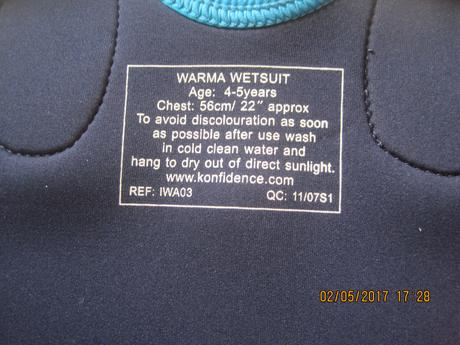 WARMA WETSUIT
Age: 4-5years
Chest: 56cm/ 22" approx
To avoid discolouration as soon
as possible after use wash
in cold clean water and
hang to dry out of direct sunlight.
www.konfidence.com
REF: IWA03 QC: 11/07S1
02/05/2017 17:28